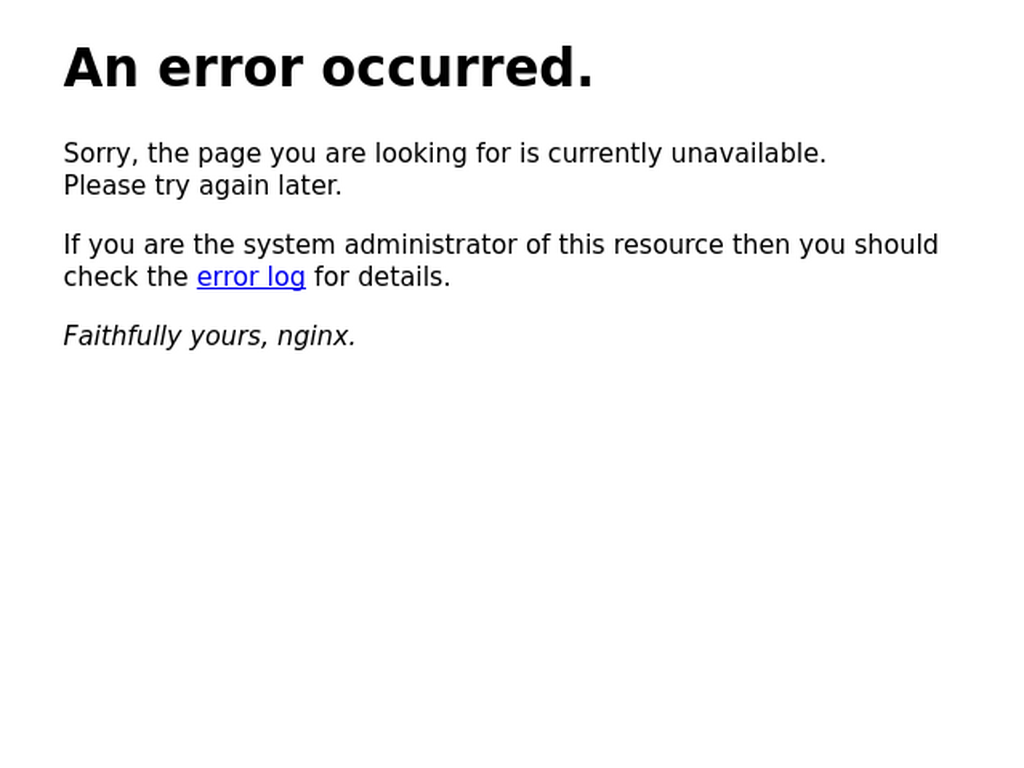 An error occurred.
Sorry, the page you are looking for is currently unavailable.
Please try again later.
If you are the system administrator of this resource then you should
check the error log for details.
Faithfully yours, nginx.